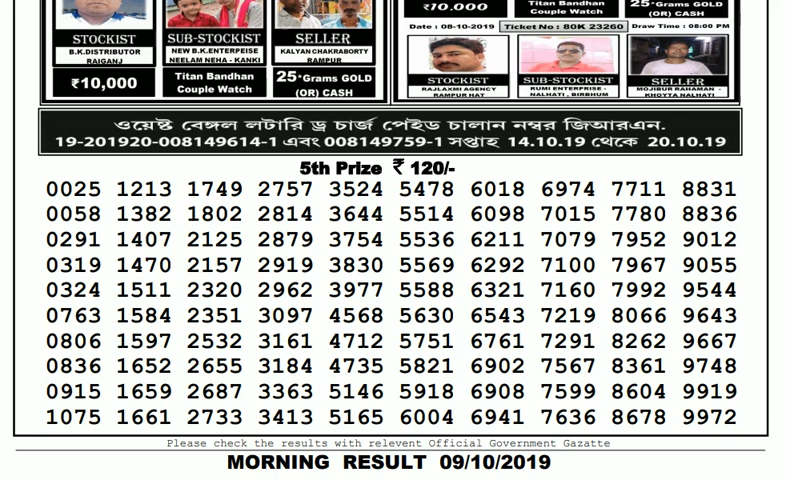 STOCKIST
B.K.DISTRIBUTOR
RAIGANJ
₹10,000
SUB-STOCKIST
NEW B.K.ENTERPEISE
NEELAM NEHA - KANKI
Titan Bandhan
Couple Watch
SELLER
KALYAN CHAKRABORTY
RAMPUR
25*Grams GOLD
(OR) CASH
₹10,000
Titan Bandhan
Couple Watch
25*Grams GOLD
(OR) CASH
Date : 08-10-2019 Ticket No : 80K 23260 Draw Time : 08:00 PM
STOCKIST
RAJLAXMI AGENCY
RAMPUR HAT
SUB-STOCKIST
RUMI ENTERPRISE -
NALHATI , BIRBHUM
SELLER
MOJIBUR RAHAMAN -
KHOYTA NALHATI
ওয়েষ্ট বেঙ্গল লটারি ড্র চার্জ পেইড চালান নম্বর জিআরএন.
19-201920-008149614-1 এবং 008149759-1 সপ্তাহ 14.10.19 থেকে 20.10.19
5th Prize ₹ 120/-
0025 1213 1749 2757 3524 5478 6018 6974 7711 8831
0058 1382 1802 2814 3644 5514 6098 7015 7780 8836
0291 1407 2125 2879 3754 5536 6211 7079 7952 9012
0319 1470 2157 2919 3830 5569 6292 7100 7967 9055
0324 1511 2320 2962 3977 5588 6321 7160 7992 9544
0763 1584 2351 3097 4568 5630 6543 7219 8066 9643
0806 1597 2532 3161 4712 5751 6761 7291 8262 9667
0836 1652 2655 3184 4735 5821 6902 7567 8361 9748
0915 1659 2687 3363 5146 5918 6908 7599 8604 9919
1075 1661 2733 3413 5165 6004 6941 7636 8678 9972
Please check the results with relevent Official Government Gazatte
MORNING RESULT 09/10/2019